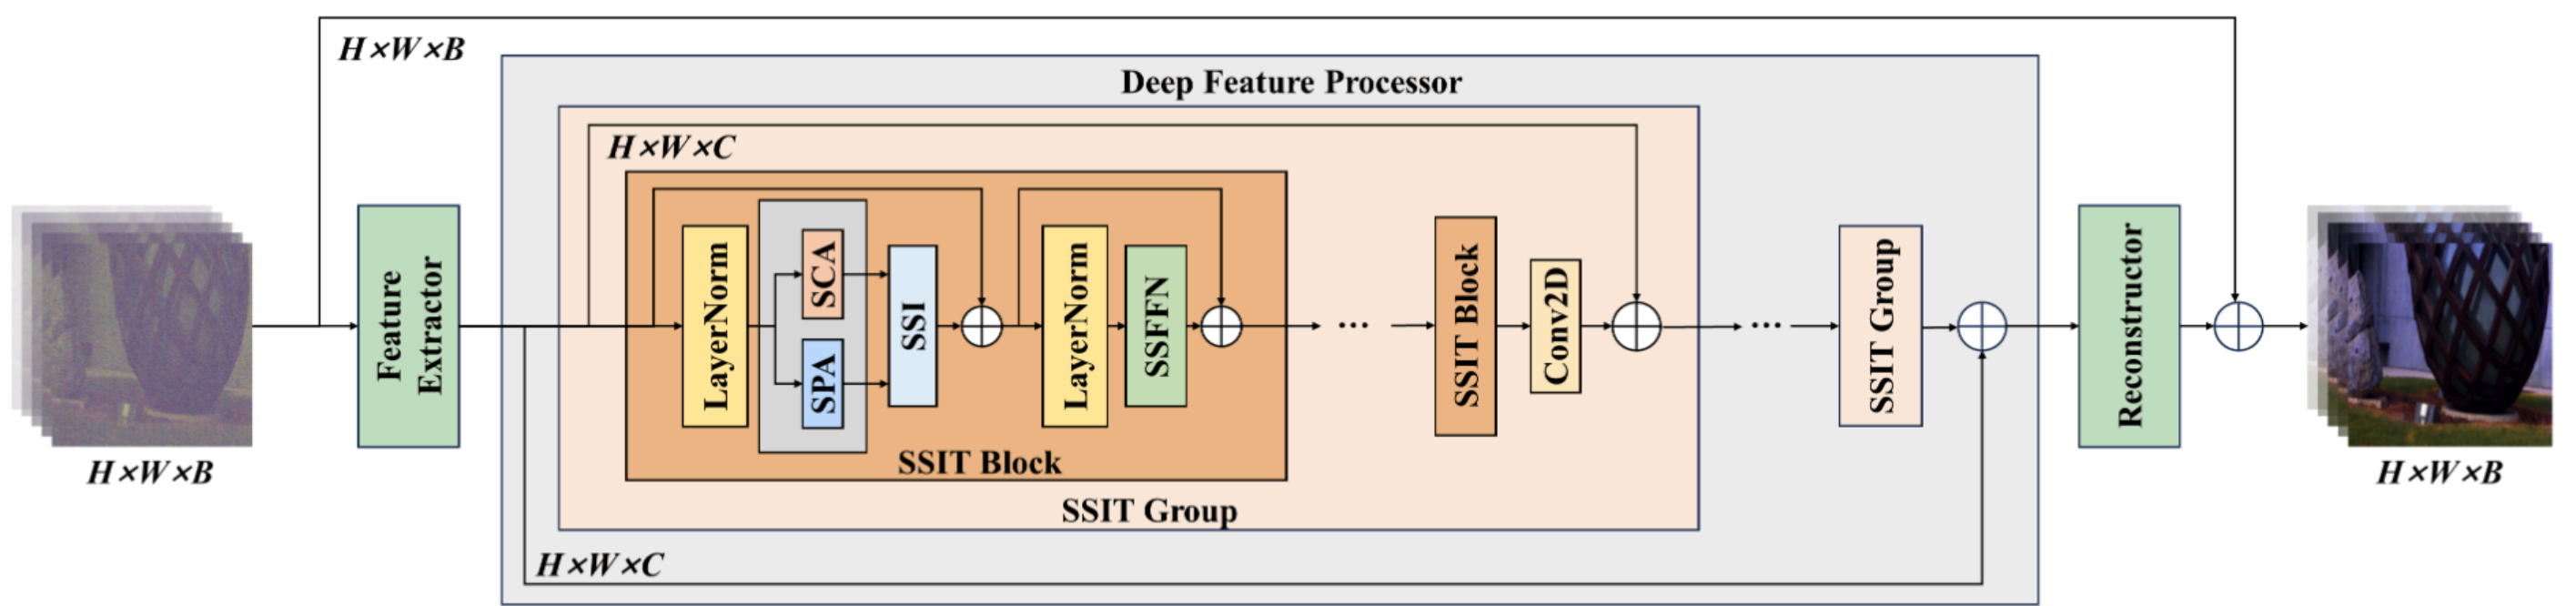 H×W×B
Deep Feature Processor
H×W×C
Feature
Extractor
LayerNorm
SCA
SPA
SSI
LayerNorm
SSFFN
SSIT Block
Conv2D
SSIT Group
Reconstructor
SSIT Block
SSIT Group
H×W×B
H×W×B
H×W×C